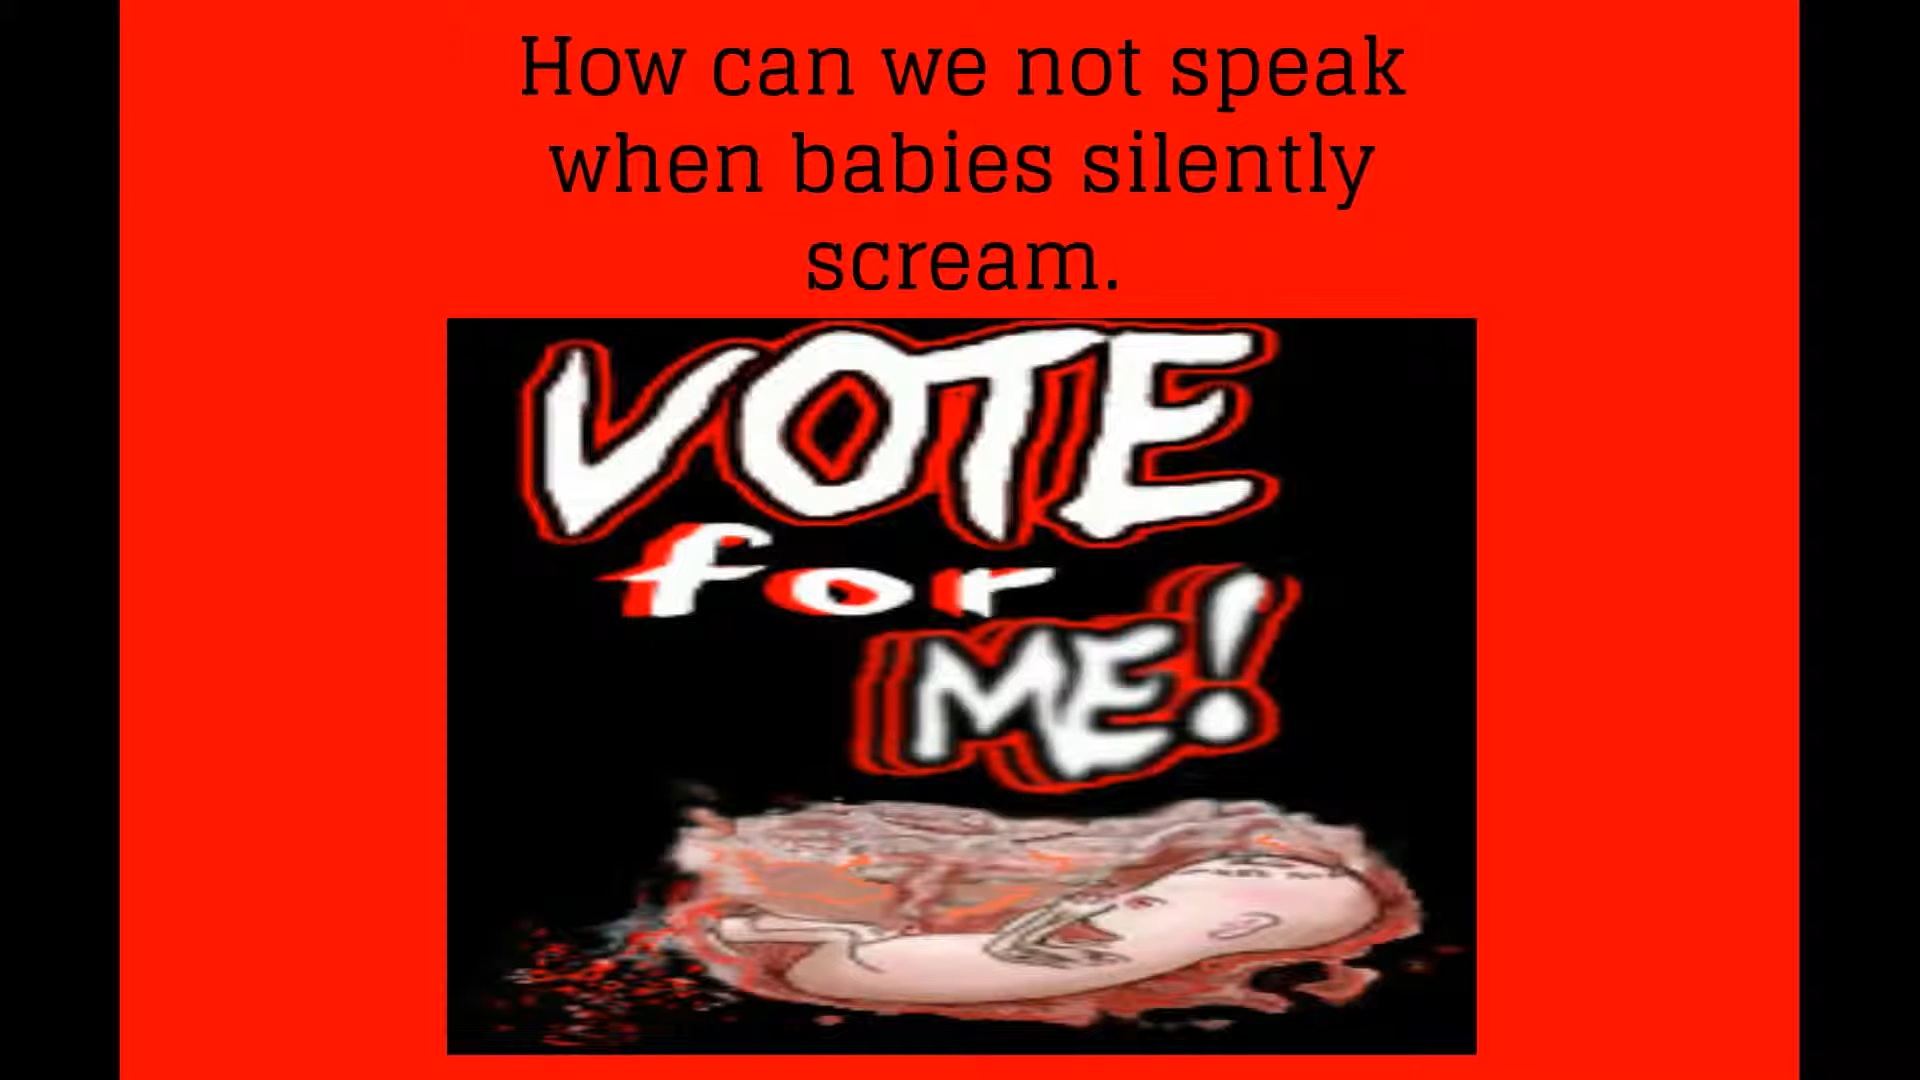 How can we not speak
when babies silently
scream.
VOTE
for
ME!